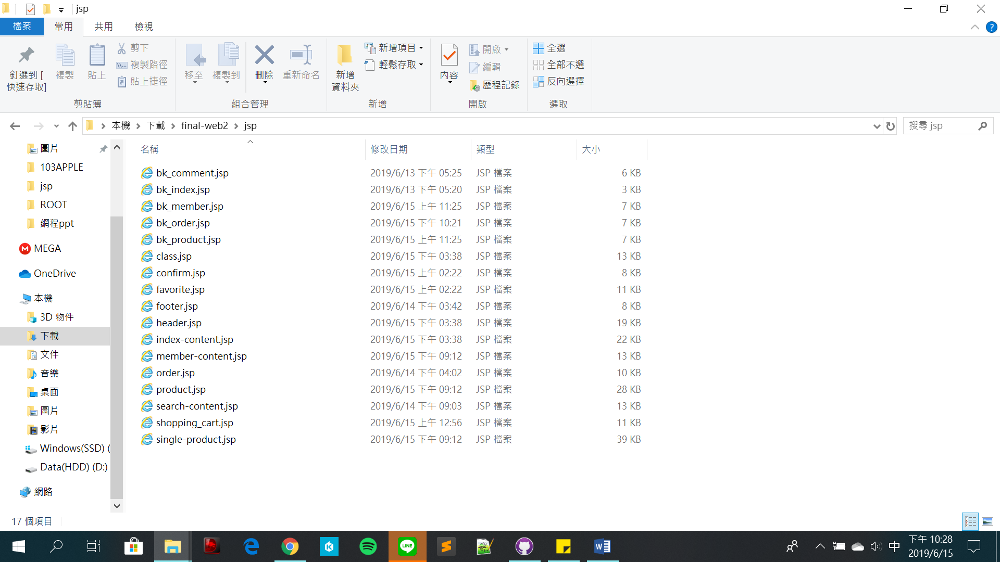 jsp
檔案 常用 共用 檢視
釘選到 [
快速存取]
複製
貼上
剪下
複製路徑
貼上捷徑
剪貼簿
移至
複製到
刪除
重新命名
組合管理
新增
資料夾
新增項目
輕鬆存取
新增
內容
開啟
編輯
歷程記錄
開啟
全選
全部不選
反向選擇
選取
本機 下載 final-web2 jsp
搜尋 jsp
圖片
103APPLE
jsp
ROOT
網程ppt
MEGA
OneDrive
本機
3D 物件
下載
文件
音樂
桌面
圖片
影片
Windows(SSD) (
Data(HDD) (D:)
網路
名稱 修改日期 類型 大小
bk_comment.jsp 2019/6/13 下午 05:25 JSP 檔案 6 KB
bk_index.jsp 2019/6/13 下午 05:20 JSP 檔案 3 KB
bk_member.jsp 2019/6/15 上午 11:25 JSP 檔案 7 KB
bk_order.jsp 2019/6/15 下午 10:21 JSP 檔案 7 KB
bk_product.jsp 2019/6/15 上午 11:25 JSP 檔案 7 KB
class.jsp 2019/6/15 下午 03:38 JSP 檔案 13 KB
confirm.jsp 2019/6/15 上午 02:22 JSP 檔案 8 KB
favorite.jsp 2019/6/15 上午 02:22 JSP 檔案 11 KB
footer.jsp 2019/6/14 下午 03:42 JSP 檔案 8 KB
header.jsp 2019/6/15 下午 03:38 JSP 檔案 19 KB
index-content.jsp 2019/6/15 下午 03:38 JSP 檔案 22 KB
member-content.jsp 2019/6/15 下午 09:12 JSP 檔案 13 KB
order.jsp 2019/6/14 下午 04:02 JSP 檔案 10 KB
product.jsp 2019/6/15 下午 09:12 JSP 檔案 28 KB
search-content.jsp 2019/6/14 下午 09:03 JSP 檔案 13 KB
shopping_cart.jsp 2019/6/15 上午 12:56 JSP 檔案 11 KB
single-product.jsp 2019/6/15 下午 09:12 JSP 檔案 39 KB
17 個項目
LINE
中
下午 10:28
2019/6/15